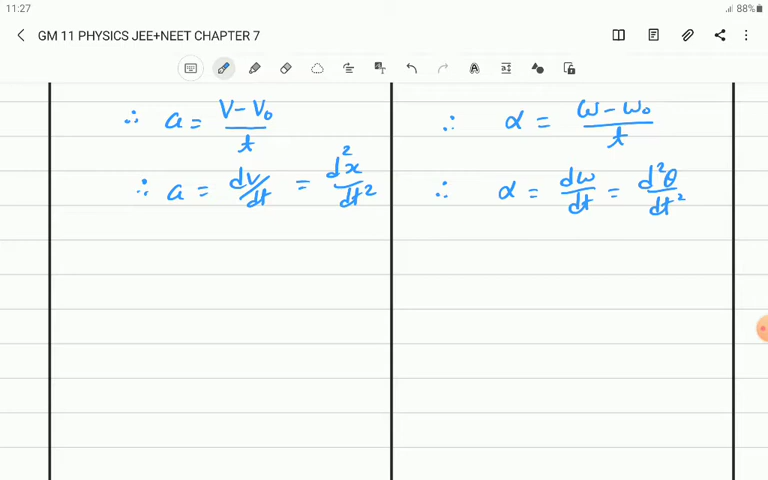 11:27
88%
GM 11 PHYSICS JEE+NEET CHAPTER 7
∴ a = V - V₀ / t
∴ a = dv/dt = d²x/dt²
∴ α = ω - ω₀ / t
∴ α = dω/dt = d²θ/dt²